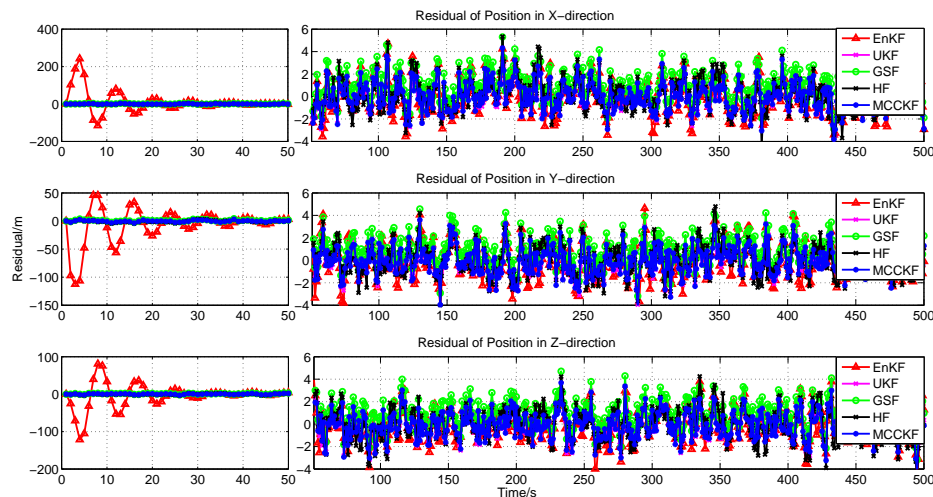 Residual of Position in X-direction
400
200
0
-200
0 10 20 30 40 50
6
4
2
0
-2
-4
100 150 200 250 300 350 400 450 500
EnKF
UKF
GSF
HF
MCCKF
Residual of Position in Y-direction
Residual/m
50
0
-50
-100
-150
0 10 20 30 40 50
6
4
2
0
-2
-4
100 150 200 250 300 350 400 450 500
EnKF
UKF
GSF
HF
MCCKF
Residual of Position in Z-direction
100
0
-100
-200
0 10 20 30 40 50
6
4
2
0
-2
-4
100 150 200 250 300 350 400 450 500
EnKF
UKF
GSF
HF
MCCKF
Time/s